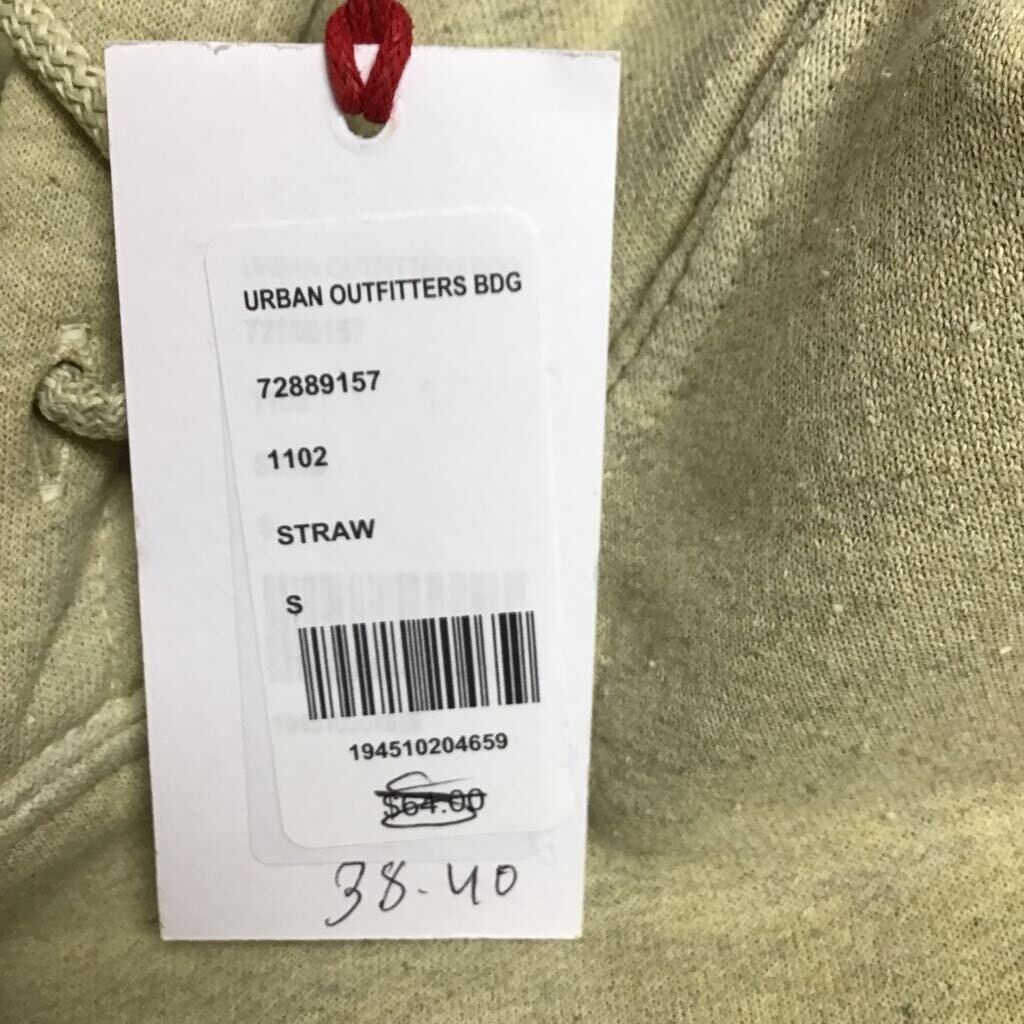 URBAN OUTFITTERS BDG
72889157
1102
STRAW
S
194510204659
$64.00
38.40